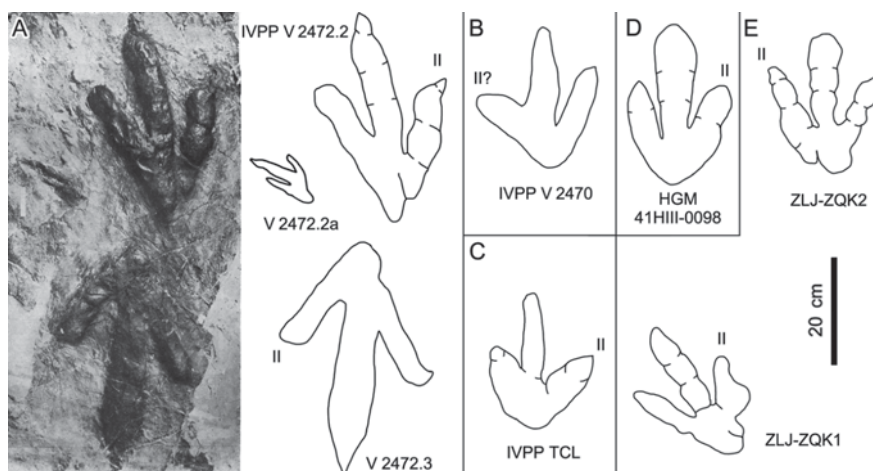 A
IVPP V 2472.2
II
V 2472.2a
II
V 2472.3
B
II?
IVPP V 2470
C
II
IVPP TCL
D
II
HGM
41HIII-0098
E
II
ZLJ-ZQK2
II
ZLJ-ZQK1
20 cm